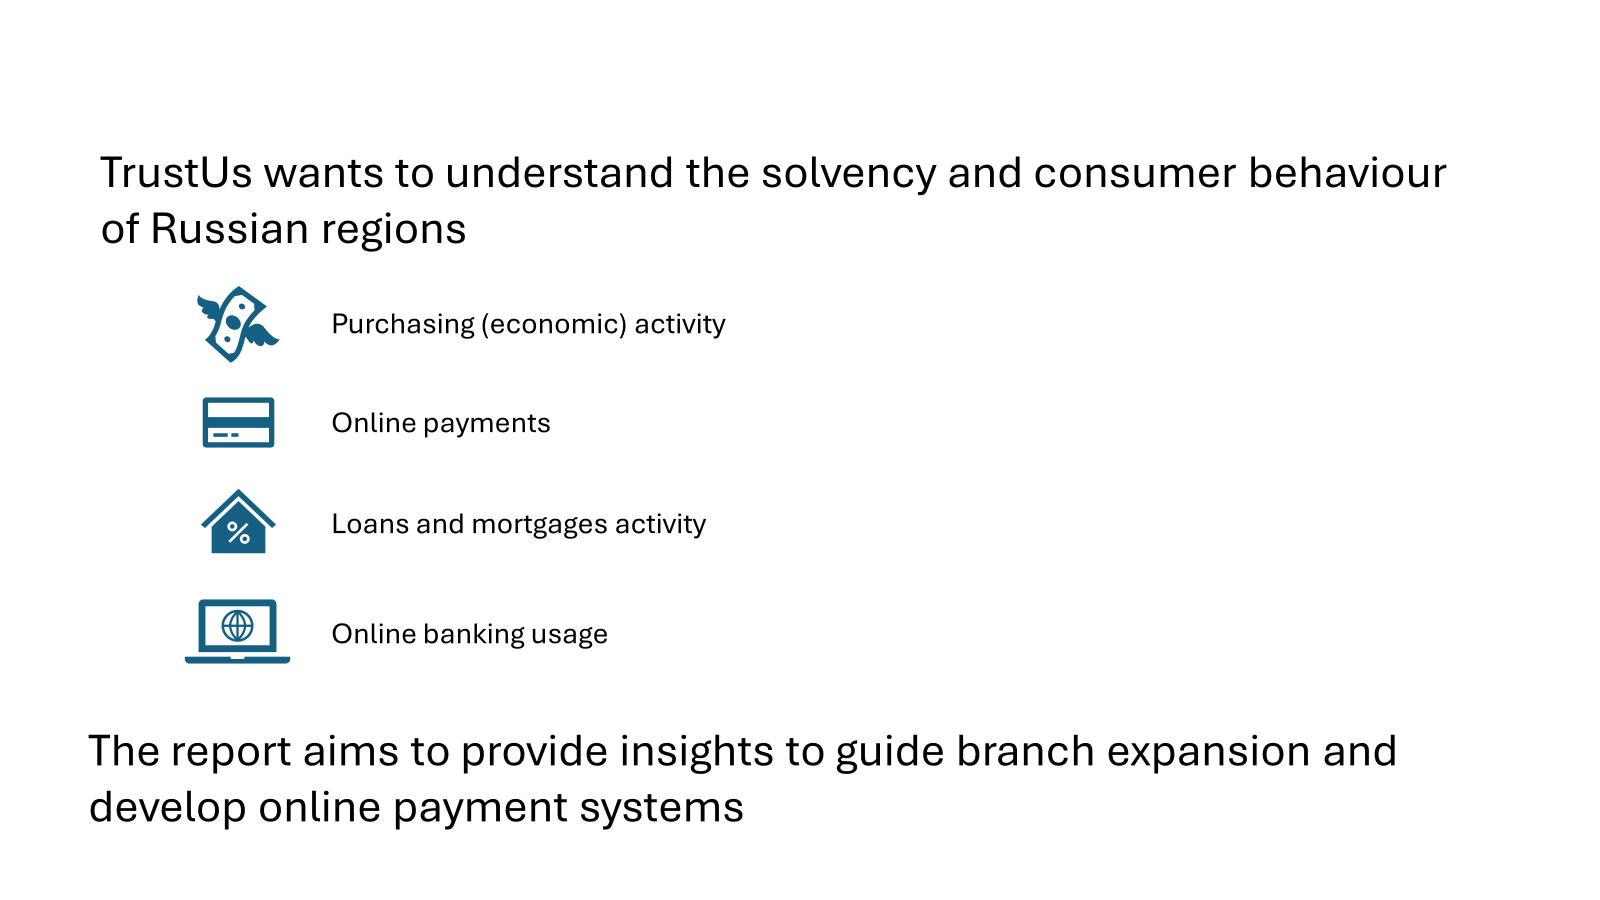 TrustUs wants to understand the solvency and consumer behaviour
of Russian regions
Purchasing (economic) activity
Online payments
%
Loans and mortgages activity
Online banking usage
The report aims to provide insights to guide branch expansion and
develop online payment systems